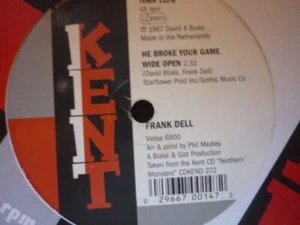 45 rpm
℗ 1967 David A Blake
Made in the Netherlands
HE BROKE YOUR GAME
WIDE OPEN 2.32
(David Blake, Frank Dell)
Starflower Prod Inc/Gothic Music Co
KENT
FRANK DELL
Valise 6900
Arr & cond by Phil Medley
A Blake & Gist Production
Taken from the Kent CD "Northern
Monsters" CDKEND 272
0 29667 00147 2
rpm